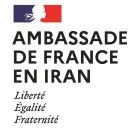 AMBASSADE
DE FRANCE
EN IRAN
Liberté
Égalité
Fraternité